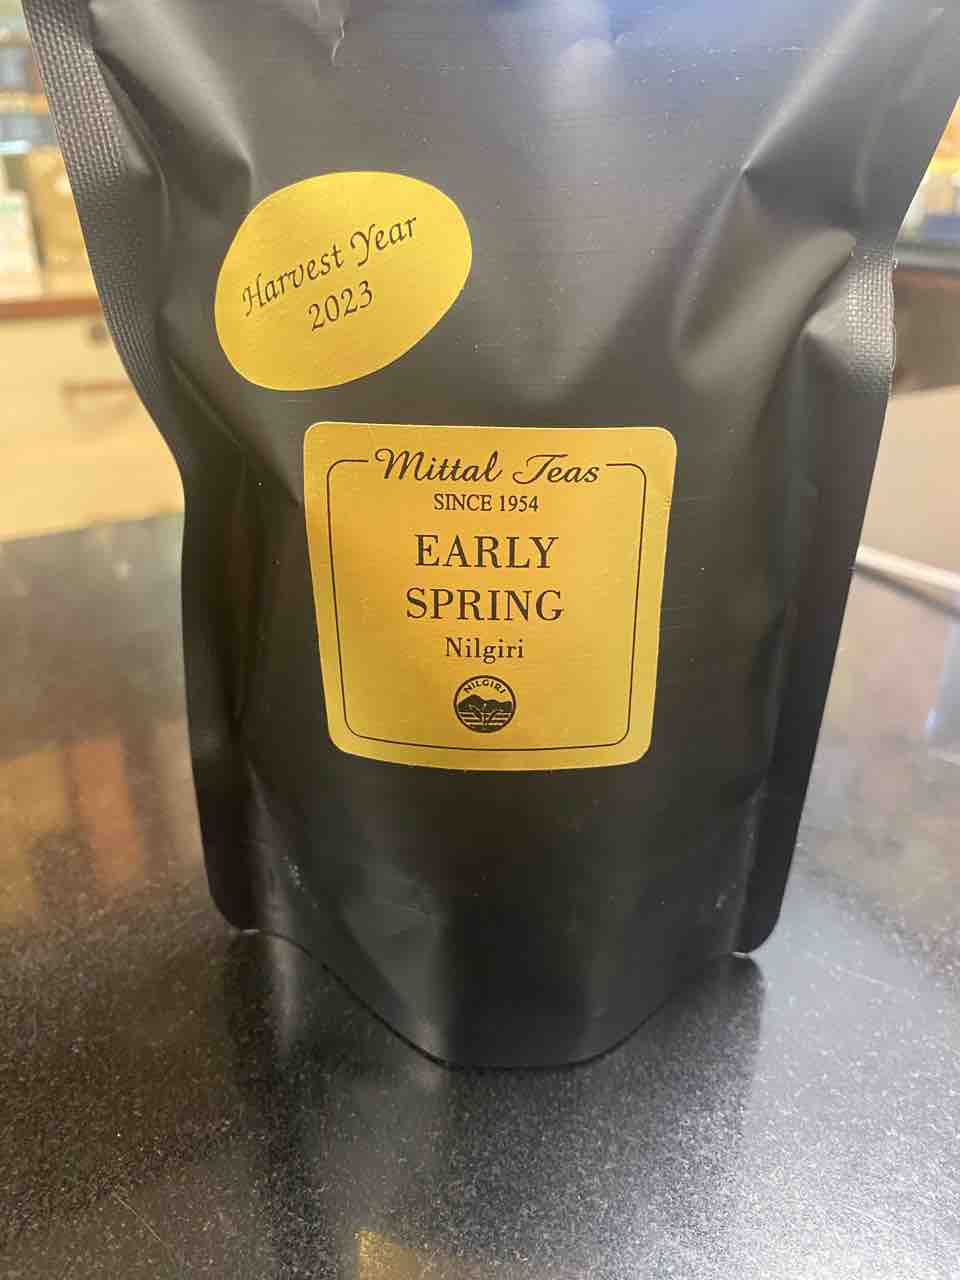 Harvest Year
2023
Mittal Teas
SINCE 1954
EARLY
SPRING
Nilgiri
NILGIRI